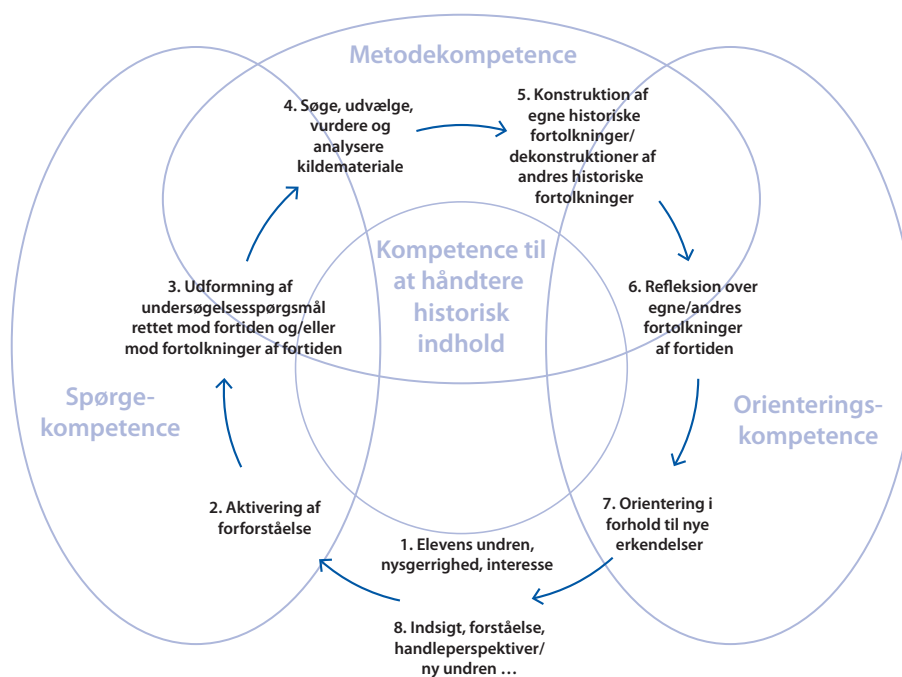 Metodekompetence
4. Søge, udvælge,
vurdere og
analysere
kildemateriale
5. Konstruktion af
egne historiske
fortolkninger/
dekonstruktioner af
andres historiske
fortolkninger
Kompetence til
at håndtere
historisk
indhold
3. Udformning af
undersøgelsesspørgsmål
rettet mod fortiden og/eller
mod fortolkninger af fortiden
6. Refleksion over
egne/andres
fortolkninger
af fortiden
Spørge-
kompetence
Orienterings-
kompetence
2. Aktivering af
forforståelse
7. Orientering i
forhold til nye
erkendelser
1. Elevens undren,
nysgerrighed, interesse
8. Indsigt, forståelse,
handleperspektiver/
ny undren …